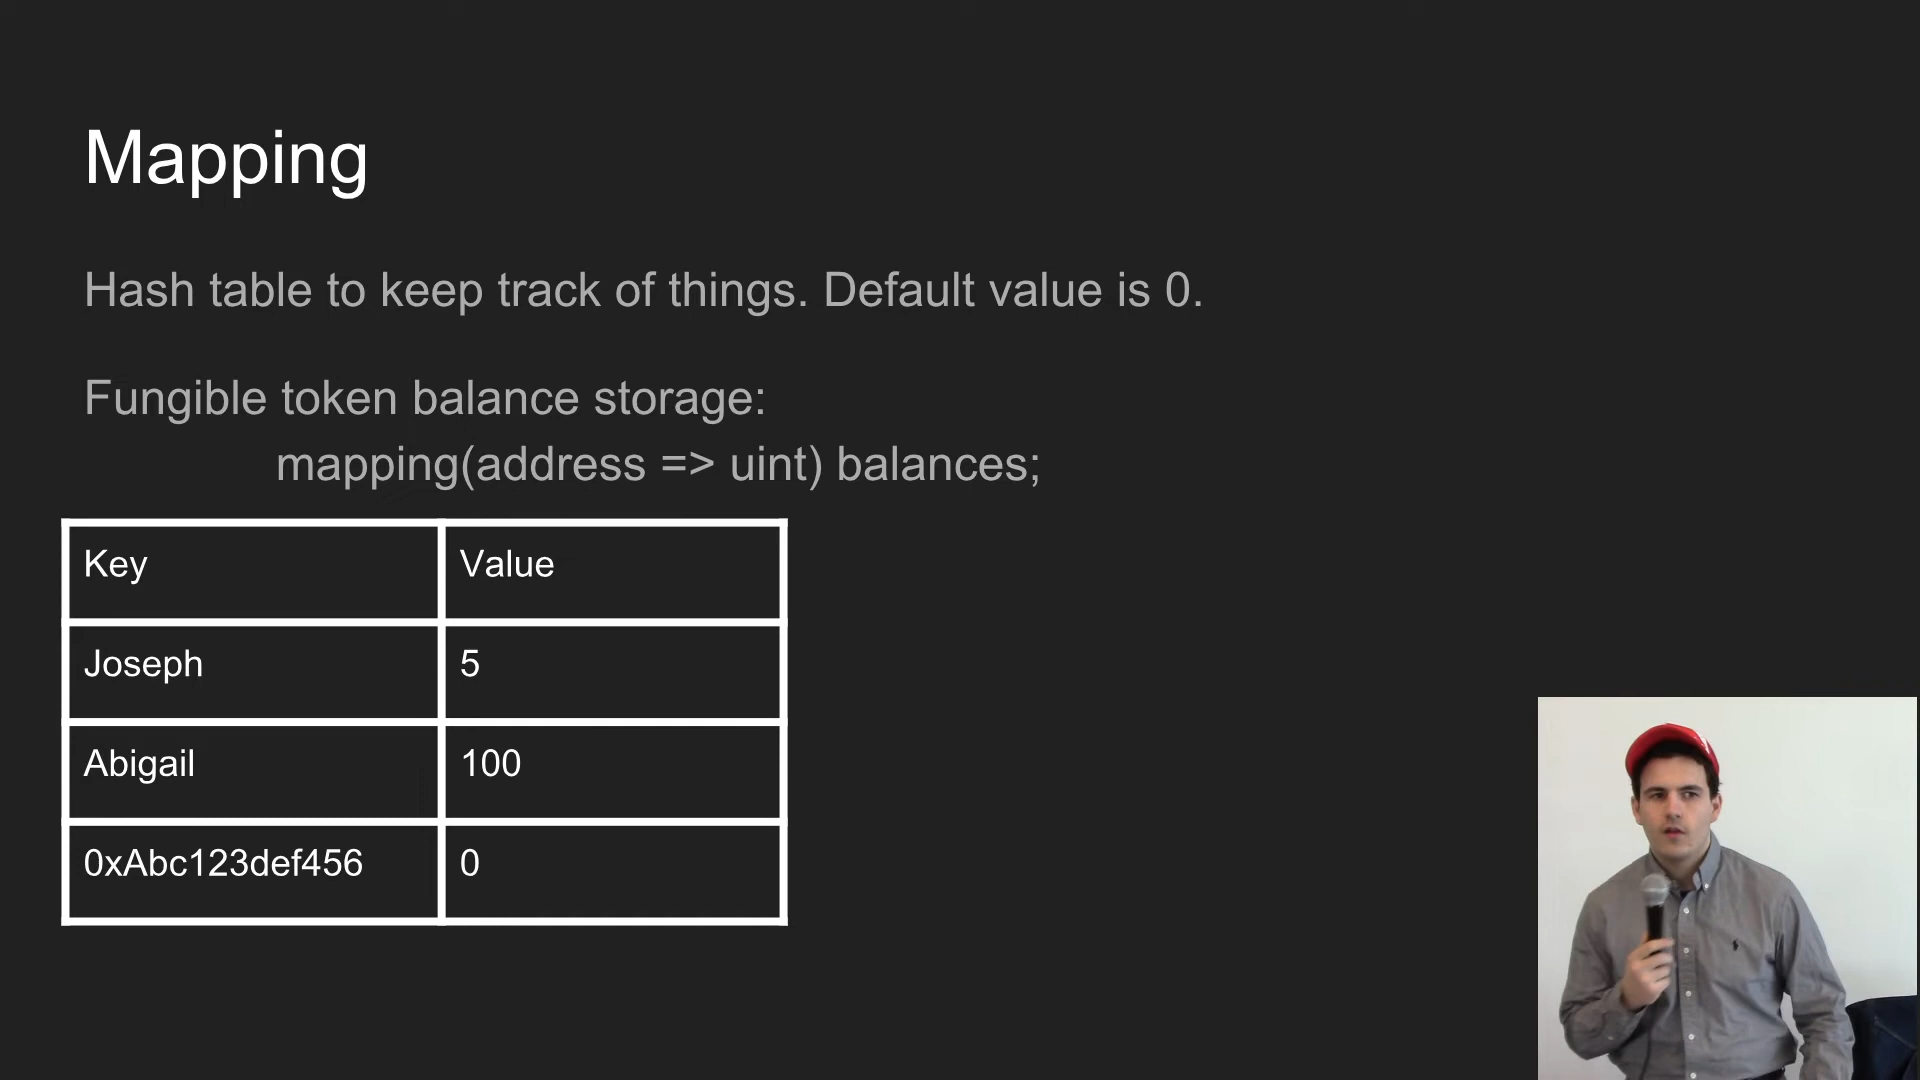 Mapping
Hash table to keep track of things. Default value is 0.
Fungible token balance storage:
mapping(address => uint) balances;
Key Value
Joseph 5
Abigail 100
0xAbc123def456 0